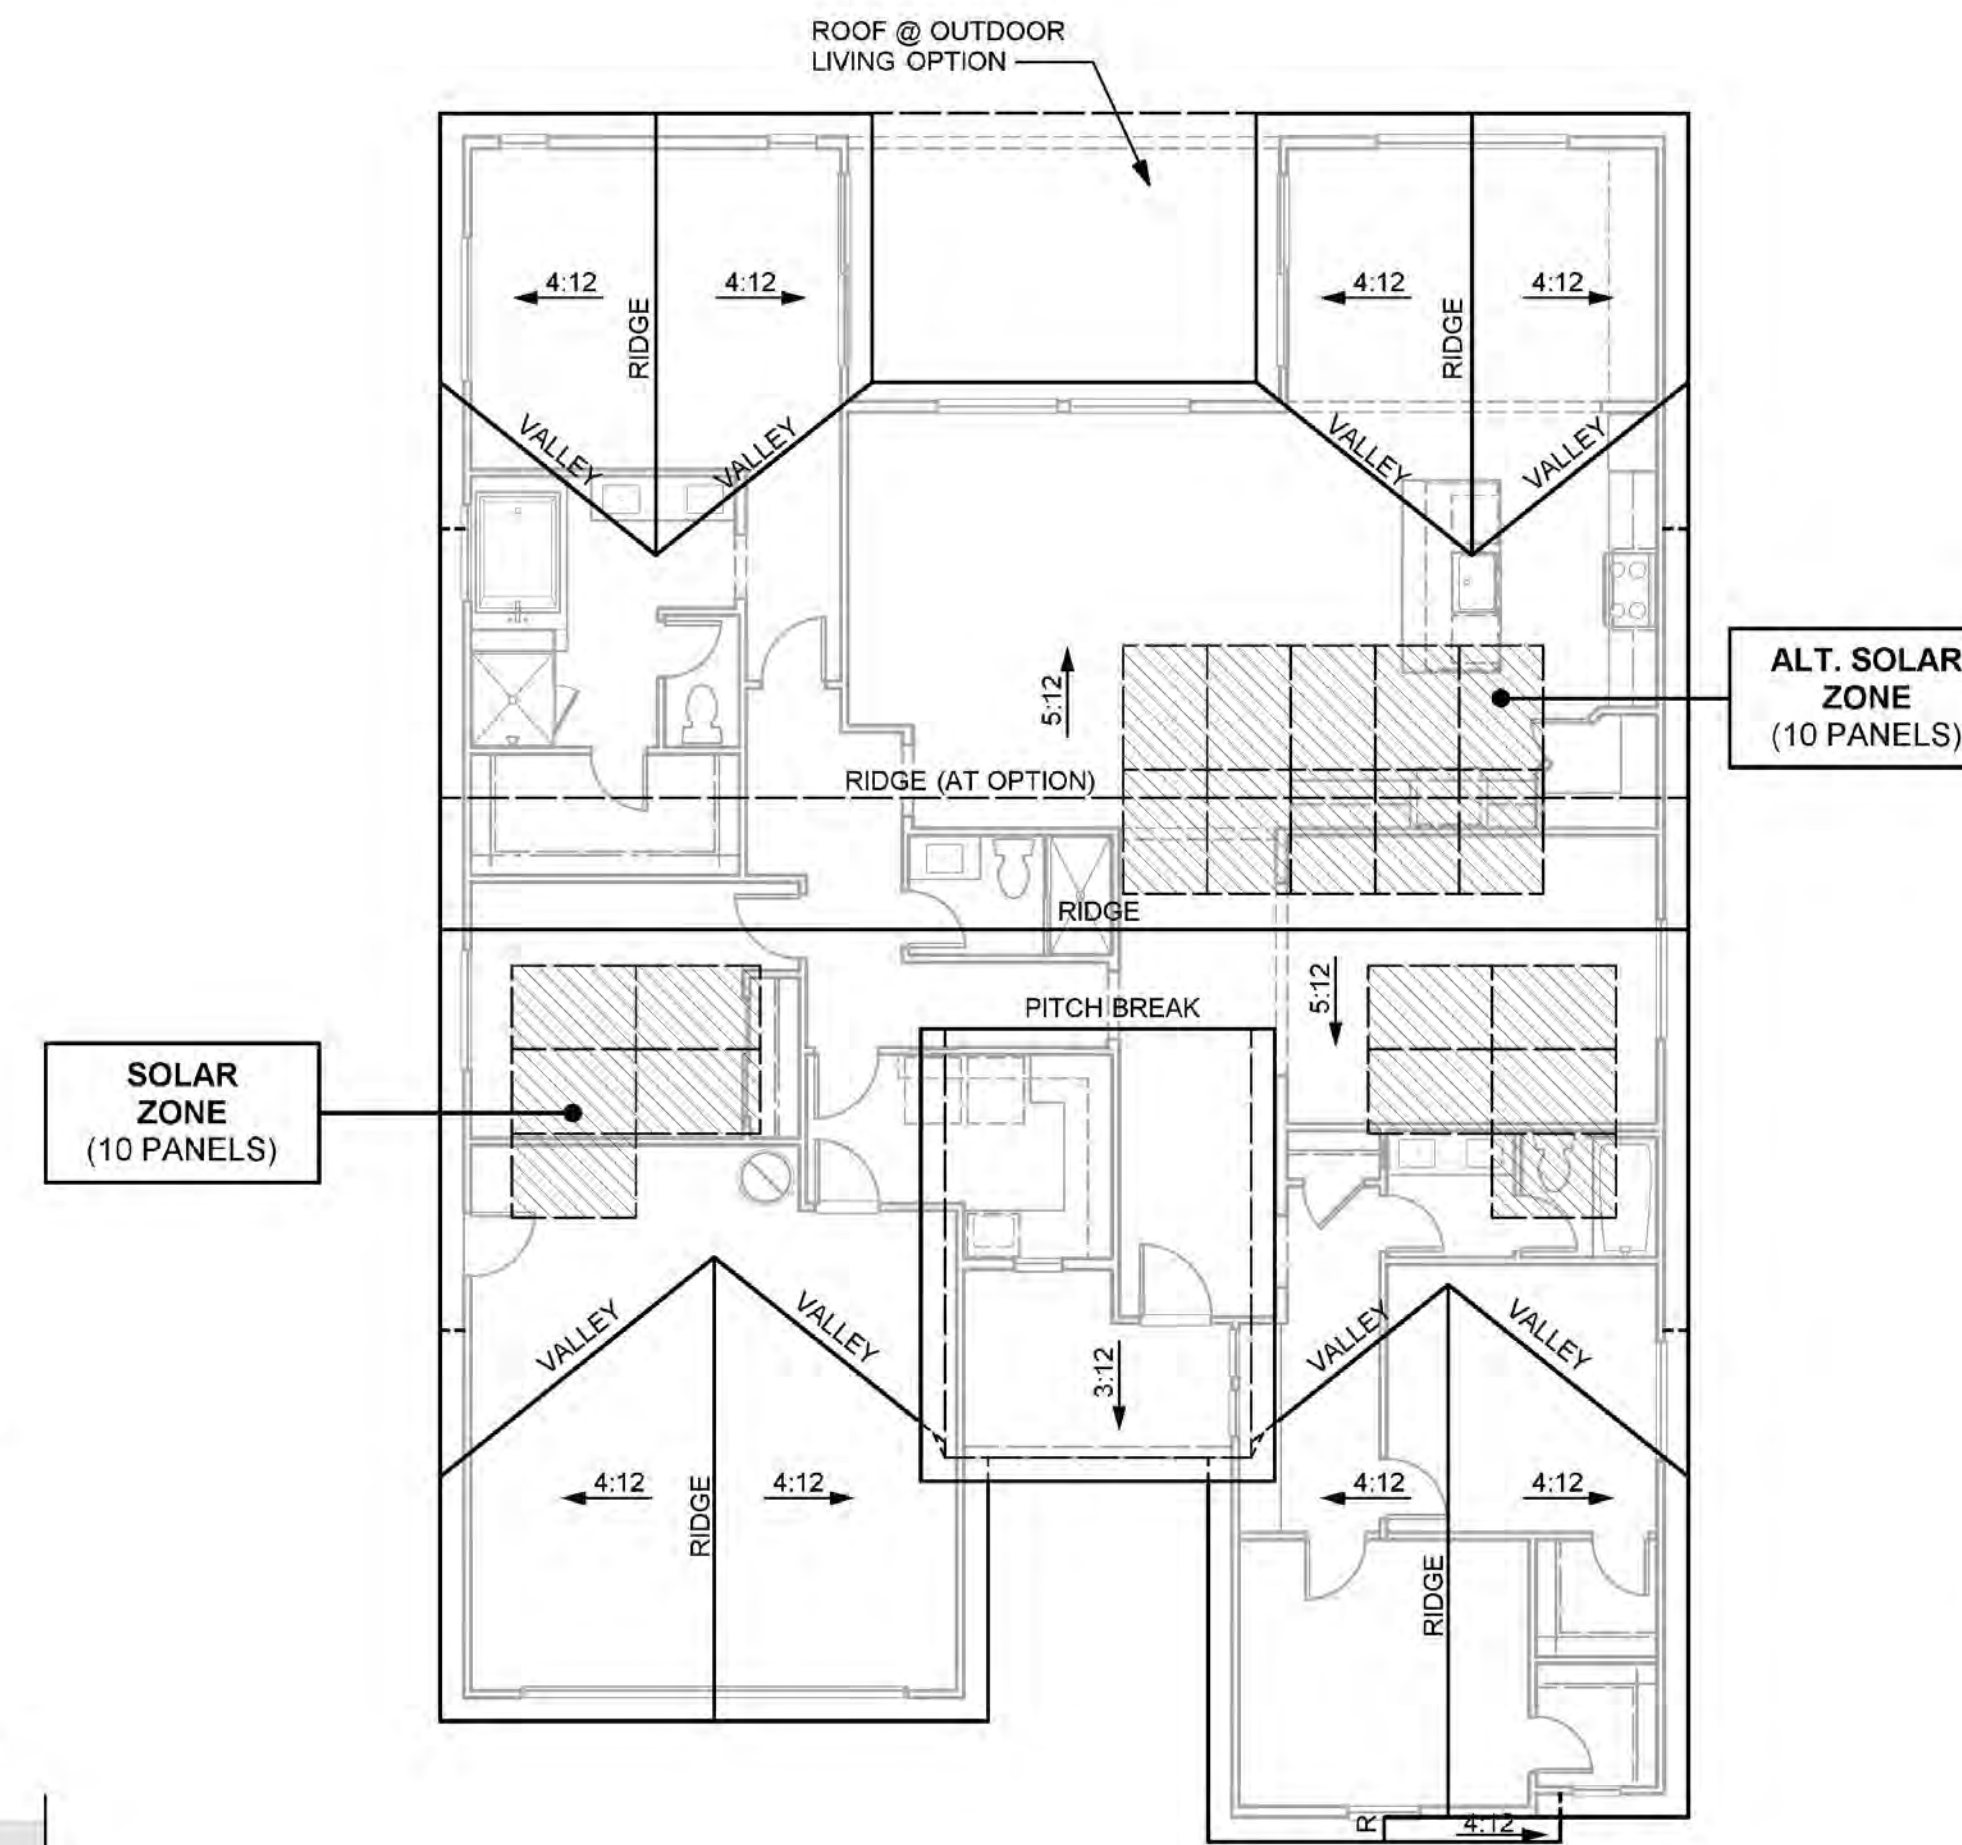 ROOF @ OUTDOOR
LIVING OPTION
4:12
4:12
4:12
4:12
RIDGE
RIDGE
VALLEY
VALLEY
VALLEY
VALLEY
ALT. SOLAR
ZONE
(10 PANELS)
5:12
RIDGE (AT OPTION)
RIDGE
5:12
PITCH BREAK
SOLAR
ZONE
(10 PANELS)
VALLEY
VALLEY
VALLEY
VALLEY
3:12
4:12
4:12
4:12
4:12
RIDGE
RIDGE
R
4:12